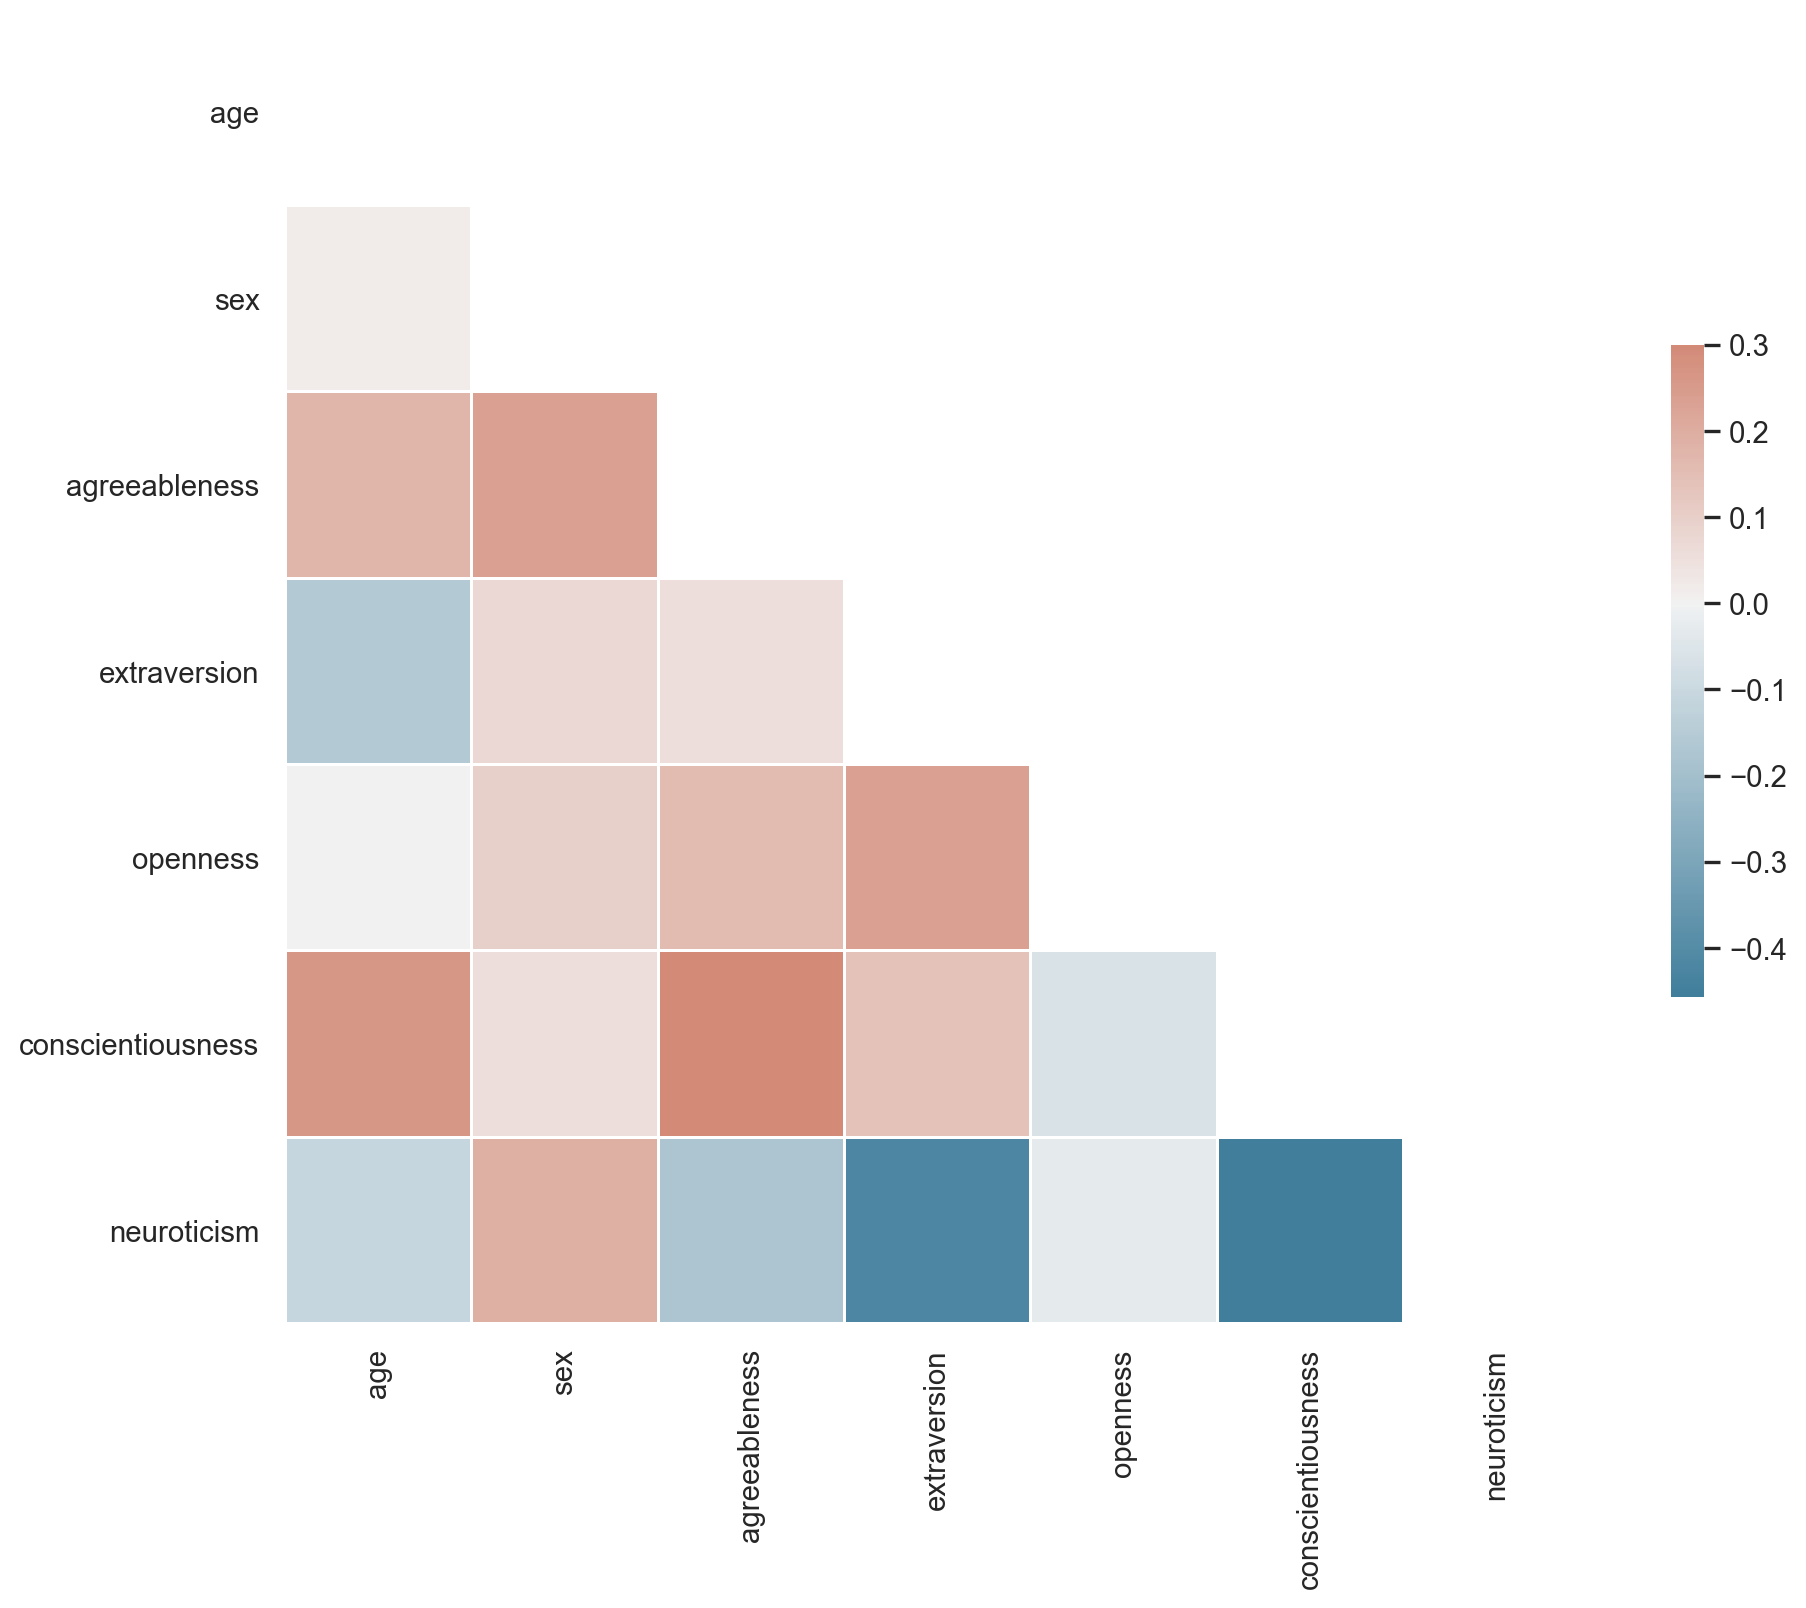 age
sex
agreeableness
extraversion
openness
conscientiousness
neuroticism
age
sex
agreeableness
extraversion
openness
conscientiousness
neuroticism
0.3
0.2
0.1
0.0
−0.1
−0.2
−0.3
−0.4